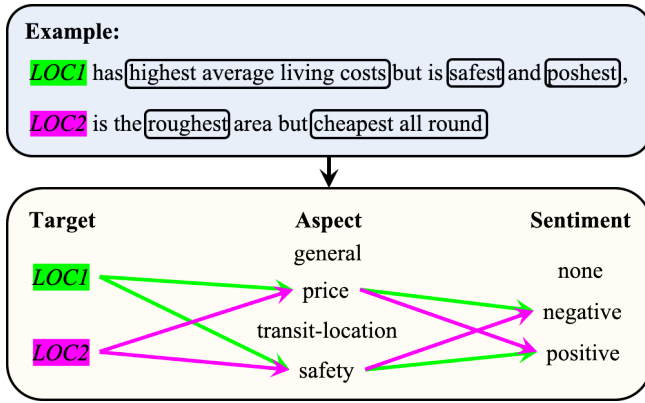 Example:
LOC1 has highest average living costs but is safest and poshest,
LOC2 is the roughest area but cheapest all round
Target Aspect Sentiment
general
none
LOC1
price
negative
transit-location
LOC2
positive
safety